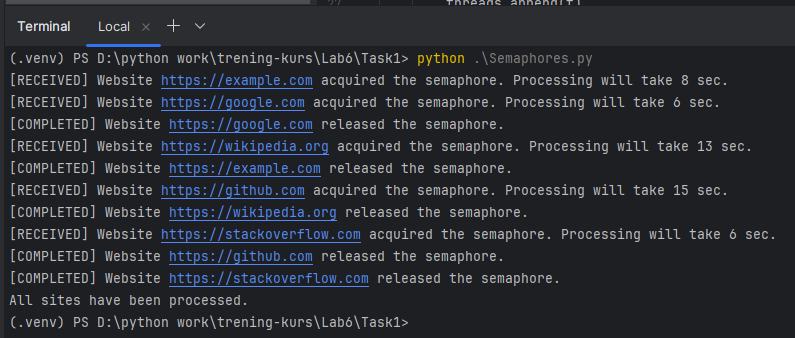 27 threads.append(t)
Terminal Local × + ∨
(.venv) PS D:\python work\trening-kurs\Lab6\Task1> python .\Semaphores.py
[RECEIVED] Website https://example.com acquired the semaphore. Processing will take 8 sec.
[RECEIVED] Website https://google.com acquired the semaphore. Processing will take 6 sec.
[COMPLETED] Website https://google.com released the semaphore.
[RECEIVED] Website https://wikipedia.org acquired the semaphore. Processing will take 13 sec.
[COMPLETED] Website https://example.com released the semaphore.
[RECEIVED] Website https://github.com acquired the semaphore. Processing will take 15 sec.
[COMPLETED] Website https://wikipedia.org released the semaphore.
[RECEIVED] Website https://stackoverflow.com acquired the semaphore. Processing will take 6 sec.
[COMPLETED] Website https://github.com released the semaphore.
[COMPLETED] Website https://stackoverflow.com released the semaphore.
All sites have been processed.
(.venv) PS D:\python work\trening-kurs\Lab6\Task1>